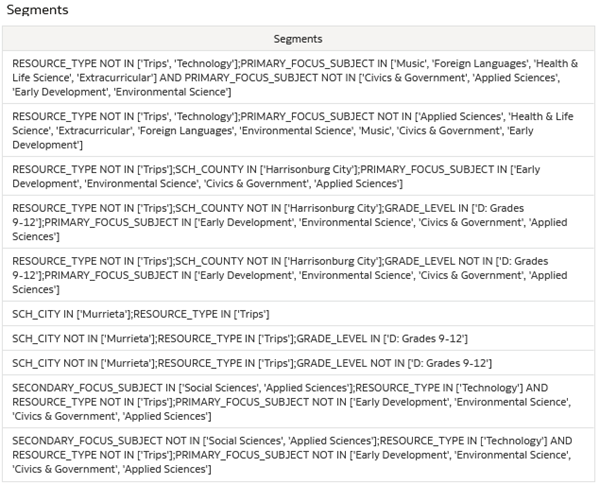 Segments
Segments
RESOURCE_TYPE NOT IN ['Trips', 'Technology'];PRIMARY_FOCUS_SUBJECT IN ['Music', 'Foreign Languages', 'Health &
Life Science', 'Extracurricular'] AND PRIMARY_FOCUS_SUBJECT NOT IN ['Civics & Government', 'Applied Sciences',
'Early Development', 'Environmental Science']
RESOURCE_TYPE NOT IN ['Trips', 'Technology'];PRIMARY_FOCUS_SUBJECT NOT IN ['Applied Sciences', 'Health & Life
Science', 'Extracurricular', 'Foreign Languages', 'Environmental Science', 'Music', 'Civics & Government', 'Early
Development']
RESOURCE_TYPE NOT IN ['Trips'];SCH_COUNTY IN ['Harrisonburg City'];PRIMARY_FOCUS_SUBJECT IN ['Early
Development', 'Environmental Science', 'Civics & Government', 'Applied Sciences']
RESOURCE_TYPE NOT IN ['Trips'];SCH_COUNTY NOT IN ['Harrisonburg City'];GRADE_LEVEL IN ['D: Grades
9-12'];PRIMARY_FOCUS_SUBJECT IN ['Early Development', 'Environmental Science', 'Civics & Government', 'Applied
Sciences']
RESOURCE_TYPE NOT IN ['Trips'];SCH_COUNTY NOT IN ['Harrisonburg City'];GRADE_LEVEL NOT IN ['D: Grades
9-12'];PRIMARY_FOCUS_SUBJECT IN ['Early Development', 'Environmental Science', 'Civics & Government', 'Applied
Sciences']
SCH_CITY IN ['Murrieta'];RESOURCE_TYPE IN ['Trips']
SCH_CITY NOT IN ['Murrieta'];RESOURCE_TYPE IN ['Trips'];GRADE_LEVEL IN ['D: Grades 9-12']
SCH_CITY NOT IN ['Murrieta'];RESOURCE_TYPE IN ['Trips'];GRADE_LEVEL NOT IN ['D: Grades 9-12']
SECONDARY_FOCUS_SUBJECT IN ['Social Sciences', 'Applied Sciences'];RESOURCE_TYPE IN ['Technology'] AND
RESOURCE_TYPE NOT IN ['Trips'];PRIMARY_FOCUS_SUBJECT NOT IN ['Early Development', 'Environmental Science',
'Civics & Government', 'Applied Sciences']
SECONDARY_FOCUS_SUBJECT NOT IN ['Social Sciences', 'Applied Sciences'];RESOURCE_TYPE IN ['Technology'] AND
RESOURCE_TYPE NOT IN ['Trips'];PRIMARY_FOCUS_SUBJECT NOT IN ['Early Development', 'Environmental Science',
'Civics & Government', 'Applied Sciences']